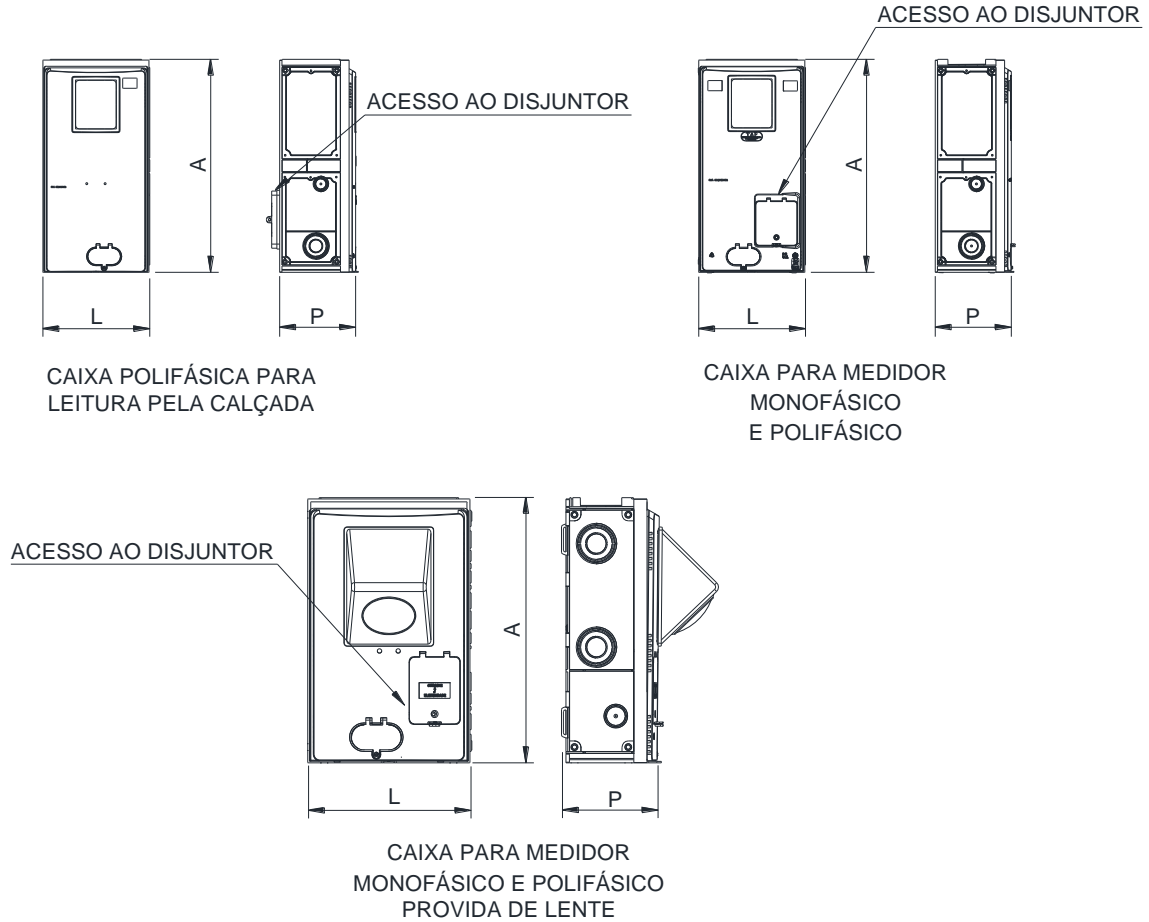 ACESSO AO DISJUNTOR
ACESSO AO DISJUNTOR
A
A
L
P
L
P
CAIXA POLIFÁSICA PARA
LEITURA PELA CALÇADA
CAIXA PARA MEDIDOR
MONOFÁSICO
E POLIFÁSICO
ACESSO AO DISJUNTOR
A
L
P
CAIXA PARA MEDIDOR
MONOFÁSICO E POLIFÁSICO
PROVIDA DE LENTE